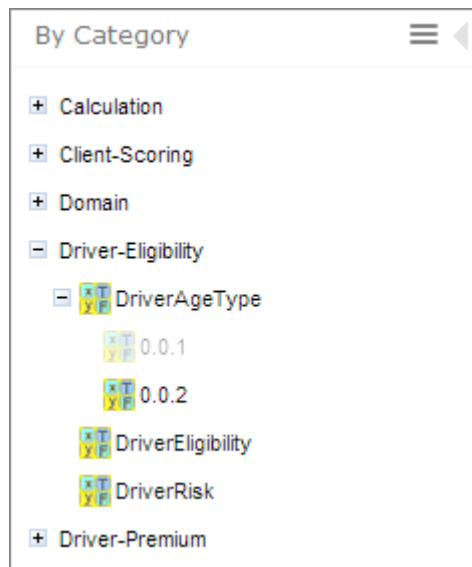 By Category
Calculation
Client-Scoring
Domain
Driver-Eligibility
DriverAgeType
0.0.1
0.0.2
DriverEligibility
DriverRisk
Driver-Premium